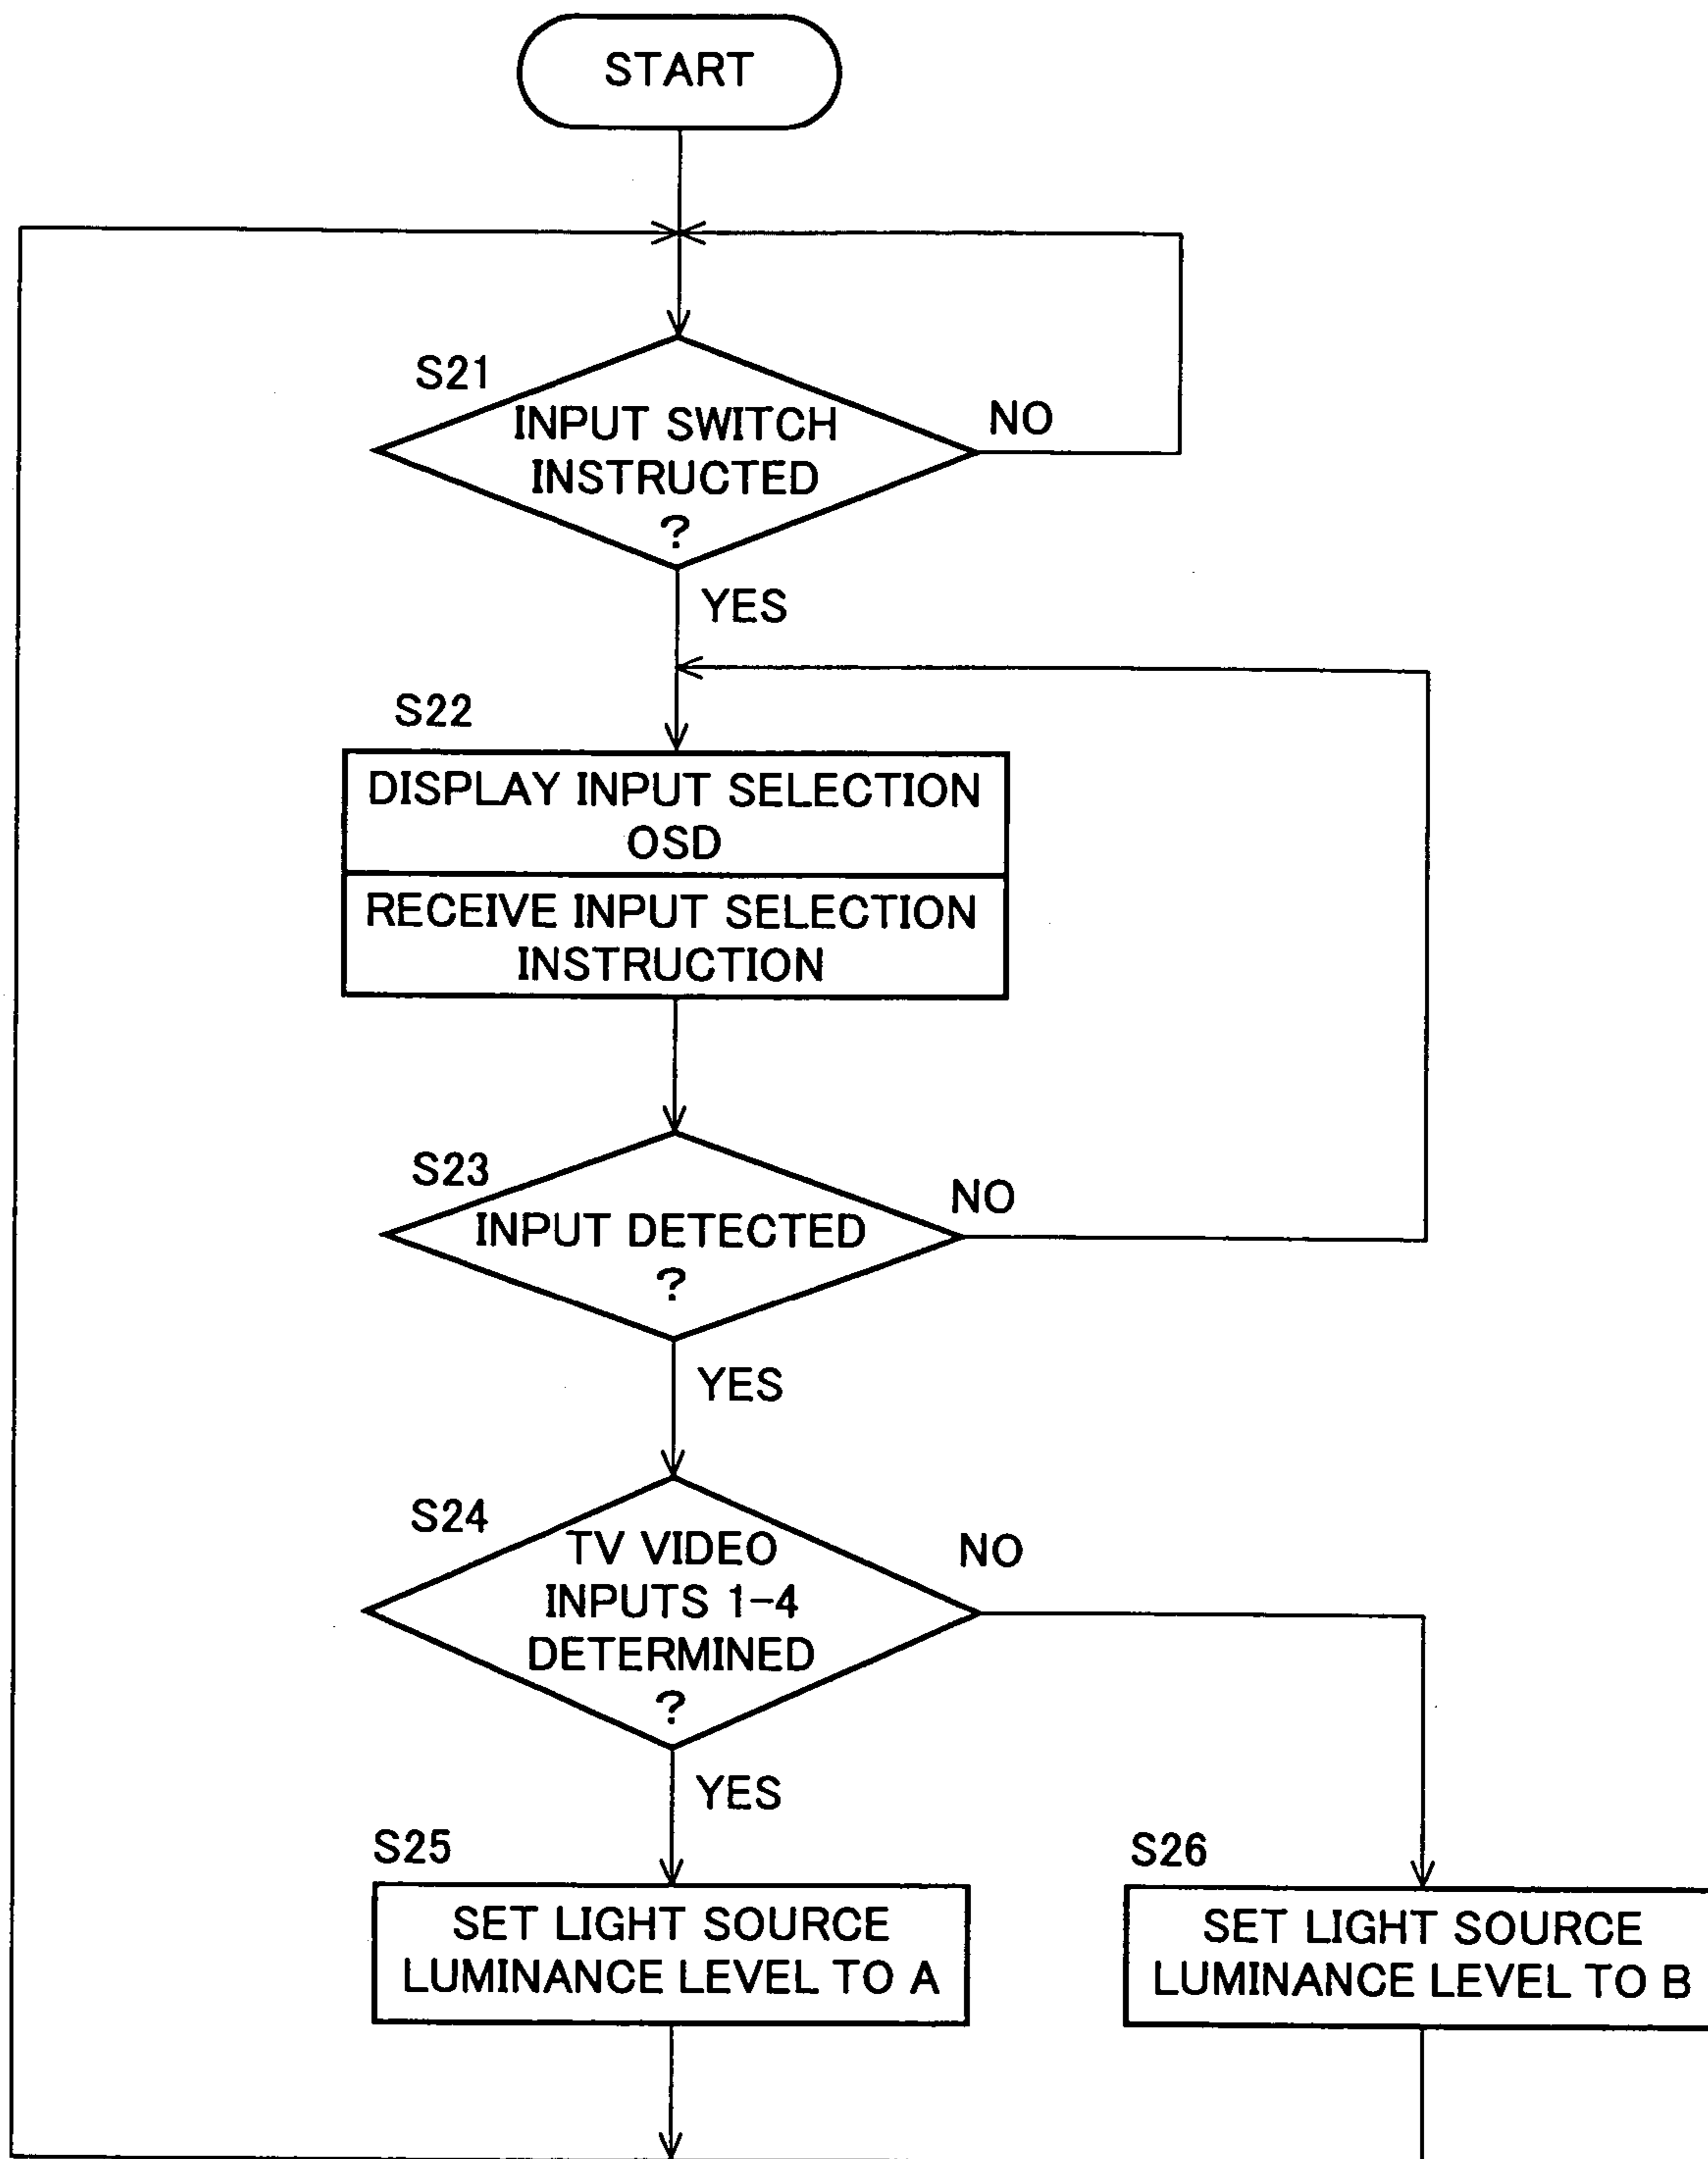 START
S21
INPUT SWITCH
INSTRUCTED
?
NO
YES
S22
DISPLAY INPUT SELECTION
OSD
RECEIVE INPUT SELECTION
INSTRUCTION
S23
INPUT DETECTED
?
NO
YES
S24
TV VIDEO
INPUTS 1-4
DETERMINED
?
NO
YES
S25
SET LIGHT SOURCE
LUMINANCE LEVEL TO A
S26
SET LIGHT SOURCE
LUMINANCE LEVEL TO B